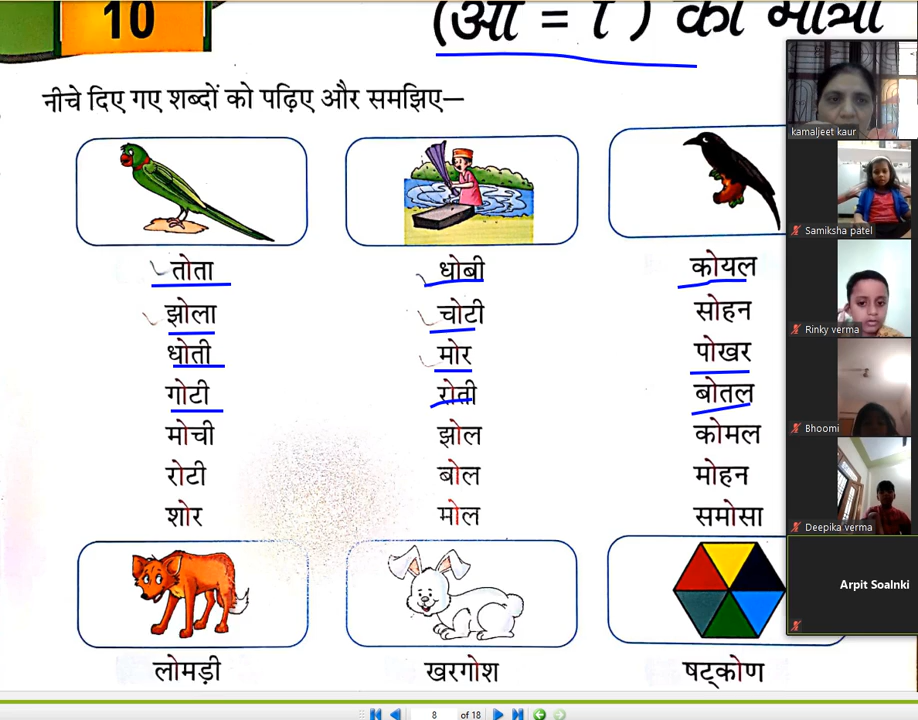 10
(ओ = ो) की मात्रा
नीचे दिए गए शब्दों को पढ़िए और समझिए—
तोता धोबी कोयल
झोला चोटी सोहन
धोती मोर पोखर
गोटी रोती बोतल
मोची झोल कोमल
रोटी बोल मोहन
शोर मोल समोसा
लोमड़ी खरगोश षट्कोण
kamaljeet kaur
Samiksha patel
Rinky verma
Bhoomi
Deepika verma
Arpit Soalnki
8 of 18